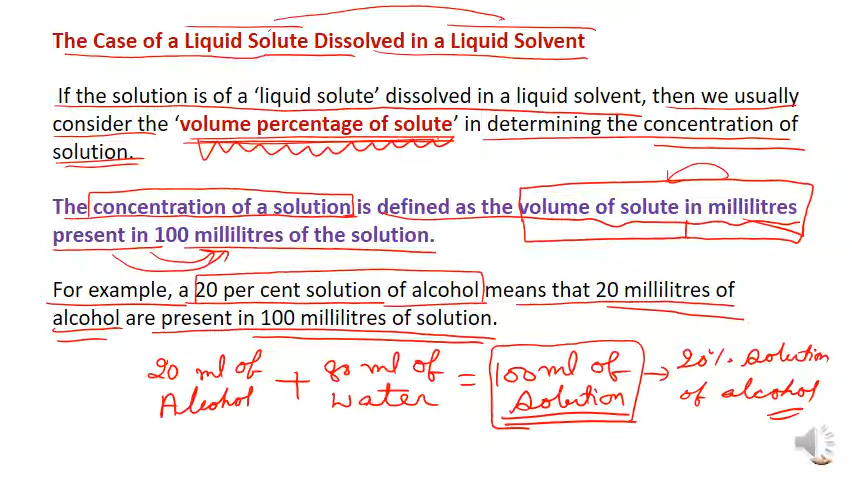 The Case of a Liquid Solute Dissolved in a Liquid Solvent
If the solution is of a ‘liquid solute’ dissolved in a liquid solvent, then we usually
consider the ‘volume percentage of solute’ in determining the concentration of
solution.
The concentration of a solution is defined as the volume of solute in millilitres
present in 100 millilitres of the solution.
For example, a 20 per cent solution of alcohol means that 20 millilitres of
alcohol are present in 100 millilitres of solution.
20 ml of Alcohol + 80 ml of Water = 100 ml of Solution → 20% solution of alcohol